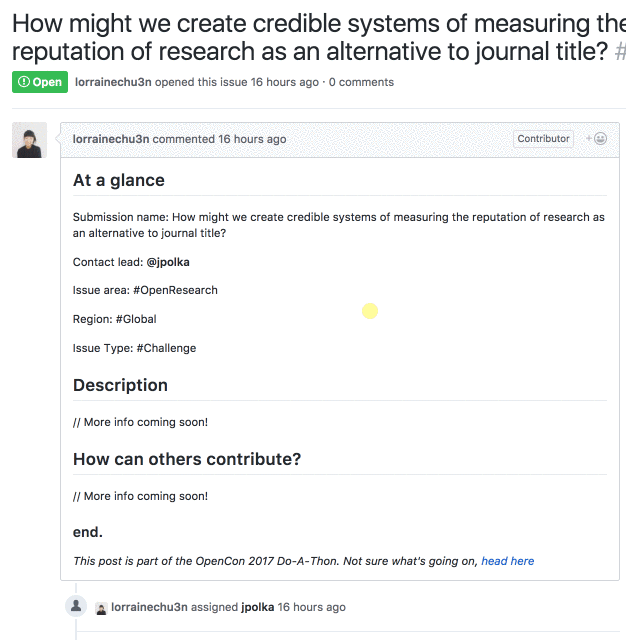 How might we create credible systems of measuring the
reputation of research as an alternative to journal title? #
Open lorrainechu3n opened this issue 16 hours ago · 0 comments
lorrainechu3n commented 16 hours ago Contributor +
At a glance
Submission name: How might we create credible systems of measuring the reputation of research as
an alternative to journal title?
Contact lead: @jpolka
Issue area: #OpenResearch
Region: #Global
Issue Type: #Challenge
Description
// More info coming soon!
How can others contribute?
// More info coming soon!
end.
This post is part of the OpenCon 2017 Do-A-Thon. Not sure what's going on, head here
lorrainechu3n assigned jpolka 16 hours ago